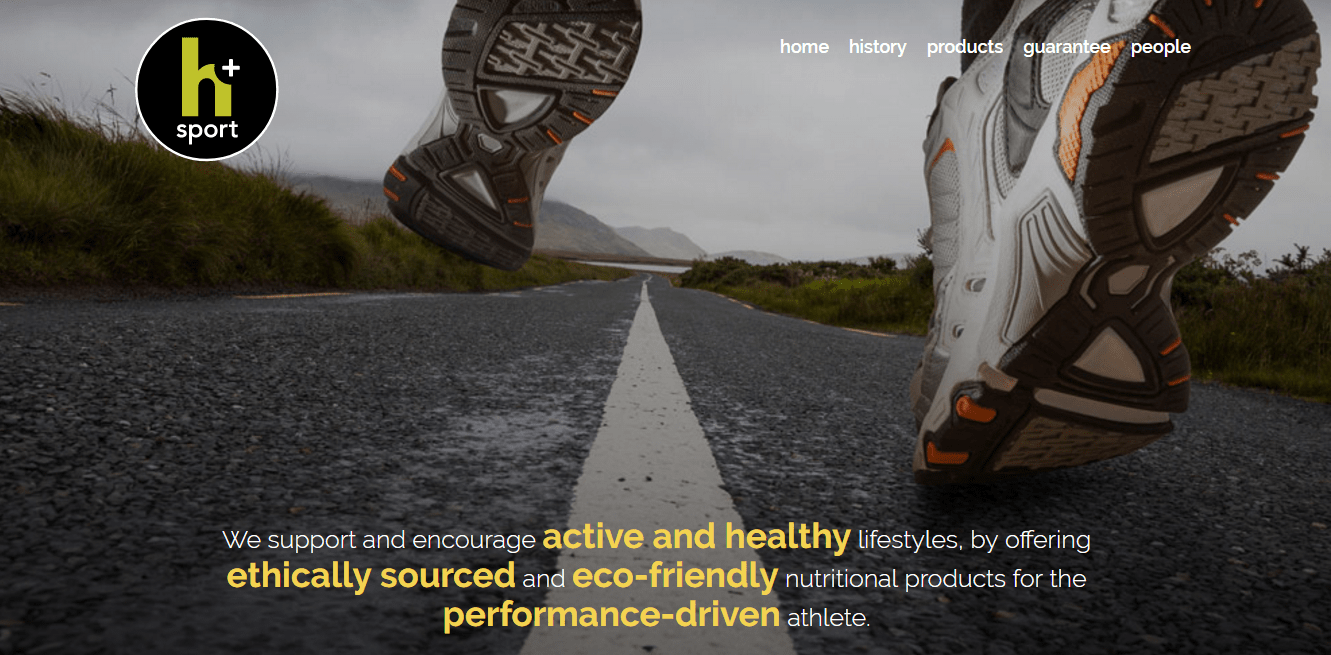 h+
sport
home history products guarantee people
We support and encourage active and healthy lifestyles, by offering
ethically sourced and eco-friendly nutritional products for the
performance-driven athlete.